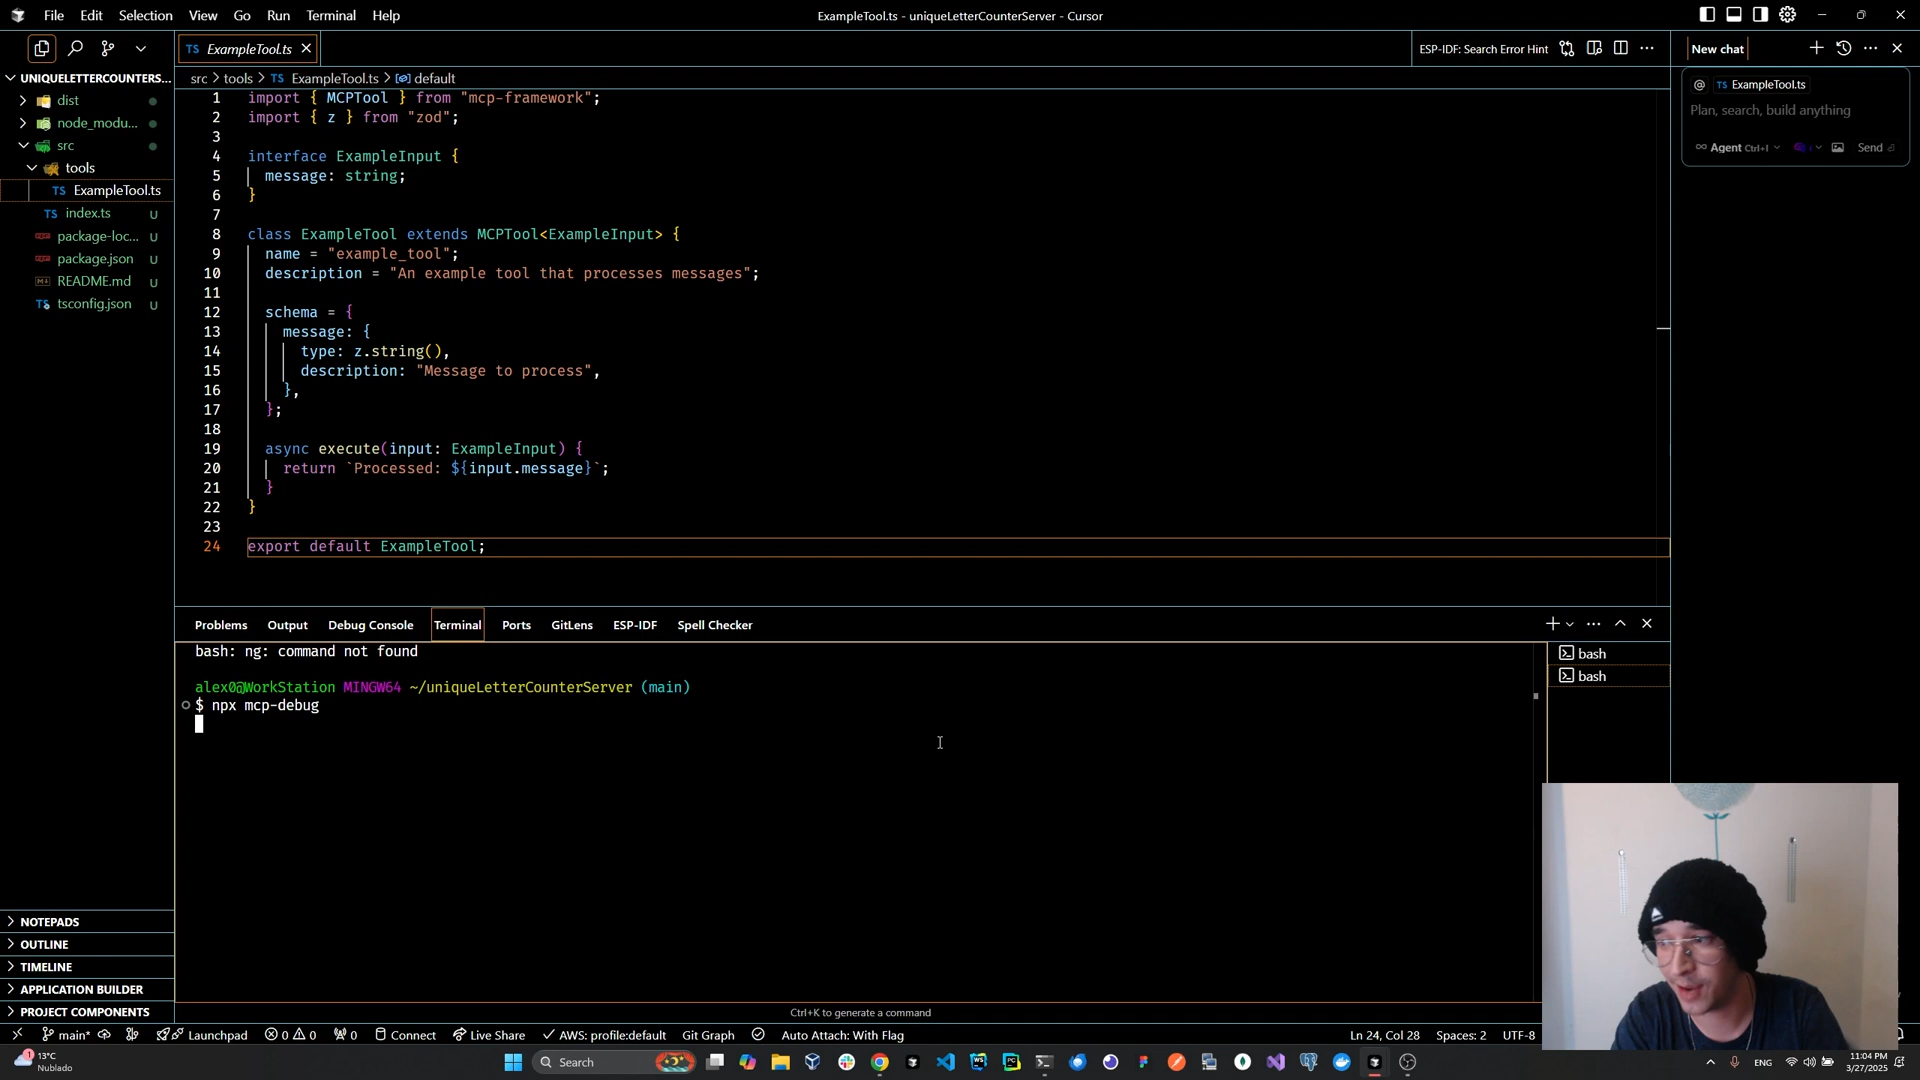 File Edit Selection View Go Run Terminal Help
ExampleTool.ts - uniqueLetterCounterServer - Cursor
TS ExampleTool.ts
ESP-IDF: Search Error Hint
New chat
UNIQUELETTERCOUNTERS...
dist
node_modu...
src
tools
TS ExampleTool.ts
TS index.ts U
package-loc... U
package.json U
README.md U
tsconfig.json U
src > tools > TS ExampleTool.ts > default
1 import { MCPTool } from "mcp-framework";
2 import { z } from "zod";
3
4 interface ExampleInput {
5 message: string;
6 }
7
8 class ExampleTool extends MCPTool<ExampleInput> {
9 name = "example_tool";
10 description = "An example tool that processes messages";
11
12 schema = {
13 message: {
14 type: z.string(),
15 description: "Message to process",
16 },
17 };
18
19 async execute(input: ExampleInput) {
20 return `Processed: ${input.message}`;
21 }
22 }
23
24 export default ExampleTool;
@ TS ExampleTool.ts
Plan, search, build anything
∞ Agent Ctrl+I
Send
Problems Output Debug Console Terminal Ports GitLens ESP-IDF Spell Checker
bash: ng: command not found
alex0@WorkStation MINGW64 ~/uniqueLetterCounterServer (main)
$ npx mcp-debug
bash
bash
Ctrl+K to generate a command
NOTEPADS
OUTLINE
TIMELINE
APPLICATION BUILDER
PROJECT COMPONENTS
main* Launchpad 0 0 0 Connect Live Share AWS: profile:default Git Graph Auto Attach: With Flag Ln 24, Col 28 Spaces: 2 UTF-8
1 13°C
Nublado
Search
ENG
11:04 PM
3/27/2025